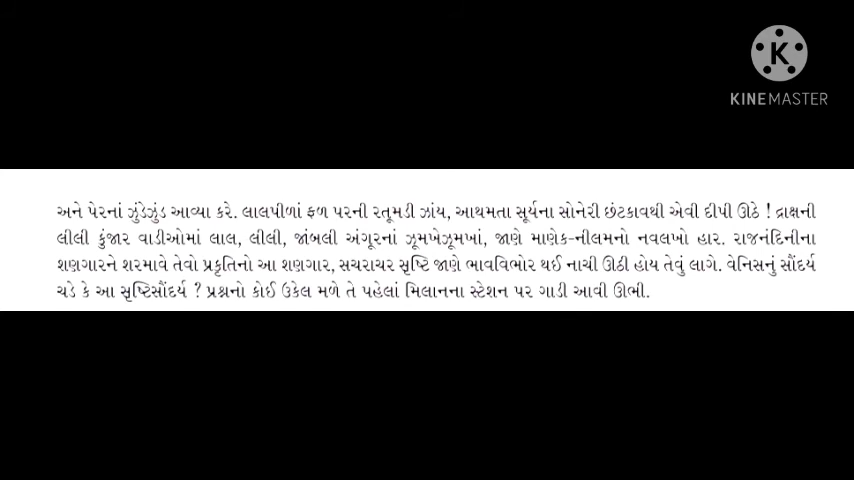 K
KINEMASTER
અને પેરનાં ઝુંડેઝુંડ આવ્યા કરે. લાલપીળાં ફળ પરની રતૂમડી ઝાંય, આથમતા સૂર્યના સોનેરી છંટકાવથી એવી દીપી ઊઠે ! દ્રાક્ષની
લીલી કુંજાર વાડીઓમાં લાલ, લીલી, જાંબલી અંગૂરનાં ઝૂમખેઝૂમખાં, જાણે માણેક-નીલમનો નવલખો હાર. રાજનંદિનીના
શણગારને શરમાવે તેવો પ્રકૃતિનો આ શણગાર, સચરાચર સૃષ્ટિ જાણે ભાવવિભોર થઈ નાચી ઊઠી હોય તેવું લાગે. વેનિસનું સૌંદર્ય
ચડે કે આ સૃષ્ટિસૌંદર્ય ? પ્રશ્નનો કોઈ ઉકેલ મળે તે પહેલાં મિલાનના સ્ટેશન પર ગાડી આવી ઊભી.